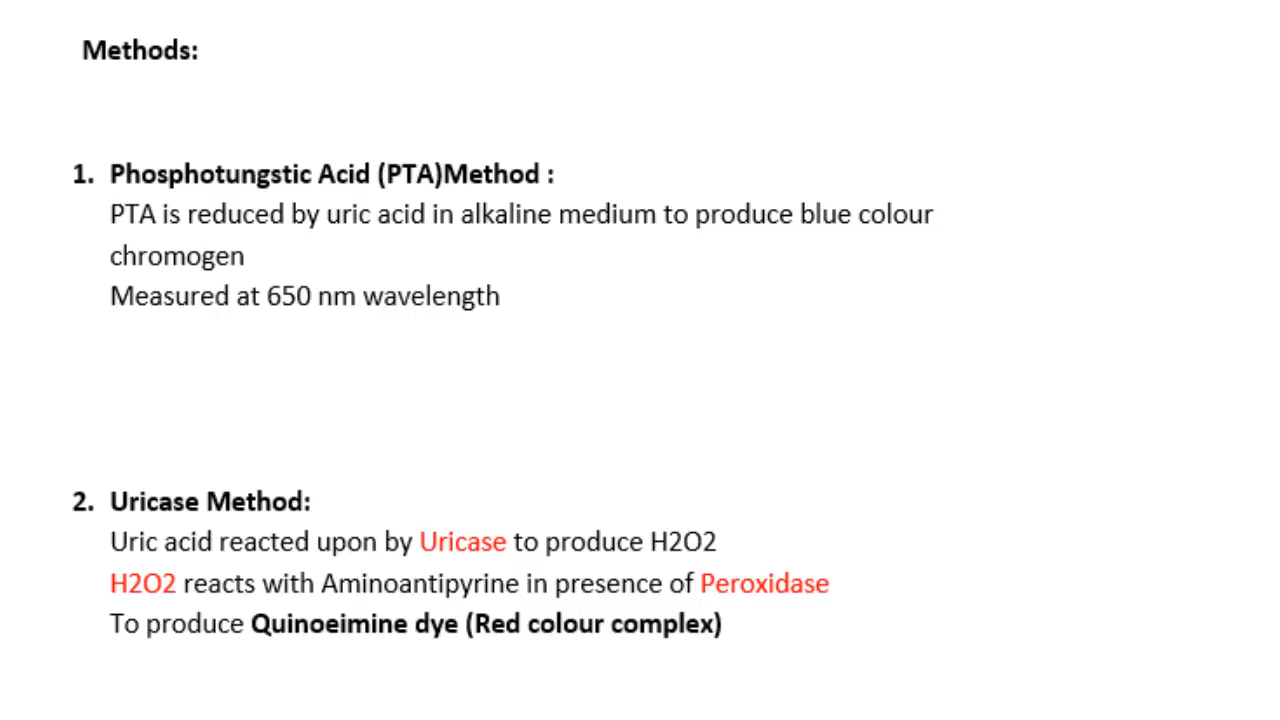 Methods:
1. Phosphotungstic Acid (PTA)Method :
PTA is reduced by uric acid in alkaline medium to produce blue colour
chromogen
Measured at 650 nm wavelength
2. Uricase Method:
Uric acid reacted upon by Uricase to produce H2O2
H2O2 reacts with Aminoantipyrine in presence of Peroxidase
To produce Quinoeimine dye (Red colour complex)